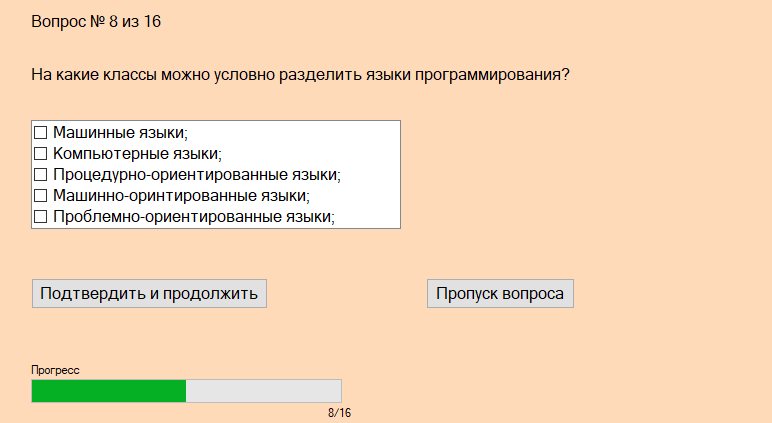 Вопрос № 8 из 16
На какие классы можно условно разделить языки программирования?
Машинные языки;
Компьютерные языки;
Процедурно-ориентированные языки;
Машинно-оринтированные языки;
Проблемно-ориентированные языки;
Подтвердить и продолжить
Пропуск вопроса
Прогресс
8/16